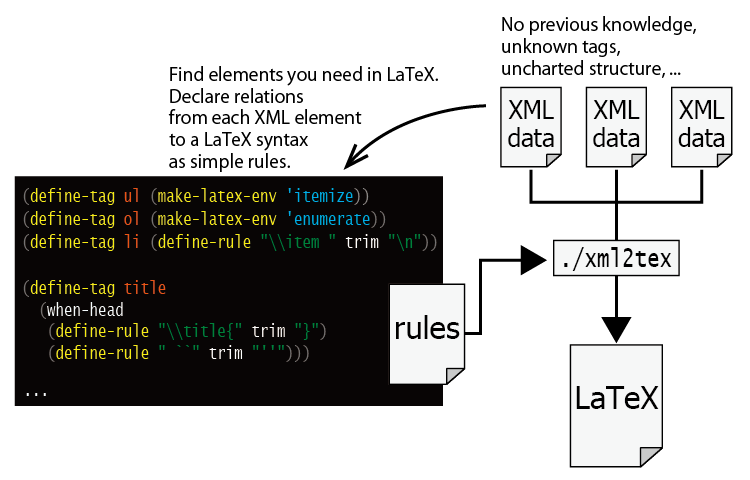 No previous knowledge,
unknown tags,
uncharted structure, ...
Find elements you need in LaTeX.
Declare relations
from each XML element
to a LaTeX syntax
as simple rules.
XML
data
XML
data
XML
data
(define-tag ul (make-latex-env 'itemize))
(define-tag ol (make-latex-env 'enumerate))
(define-tag li (define-rule "\\item " trim "\n"))
(define-tag title
(when-head
(define-rule "\\title{" trim "}")
(define-rule " ``" trim "''")))
...
rules
./xml2tex
LaTeX